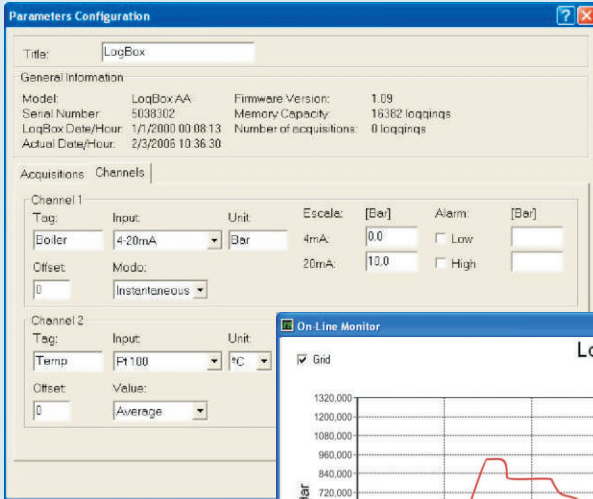 Parameters Configuration
Title: LogBox
General Information
Model: LogBox AA Firmware Version: 1.09
Serial Number: 5038302 Memory Capacity: 16382 loggings
LogBox Date/Hour: 1/1/2000 00:08:13 Number of acquisitions: 0 loggings
Actual Date/Hour: 2/3/2006 10:36:30
Acquisitions Channels
Channel 1
Tag: Input: Unit: Escala: [Bar] Alarm: [Bar]
Boiler 4-20mA Bar 4mA: 0.0 Low
Offset: Modo: 20mA: 10.0 High
0 Instantaneous
Channel 2
Tag: Input: Unit:
Temp Pt100 °C
Offset: Value:
0 Average
On-Line Monitor
Grid
Lo
1320,000
1200,000
1080,000
960,000
840,000
720,000
Bar